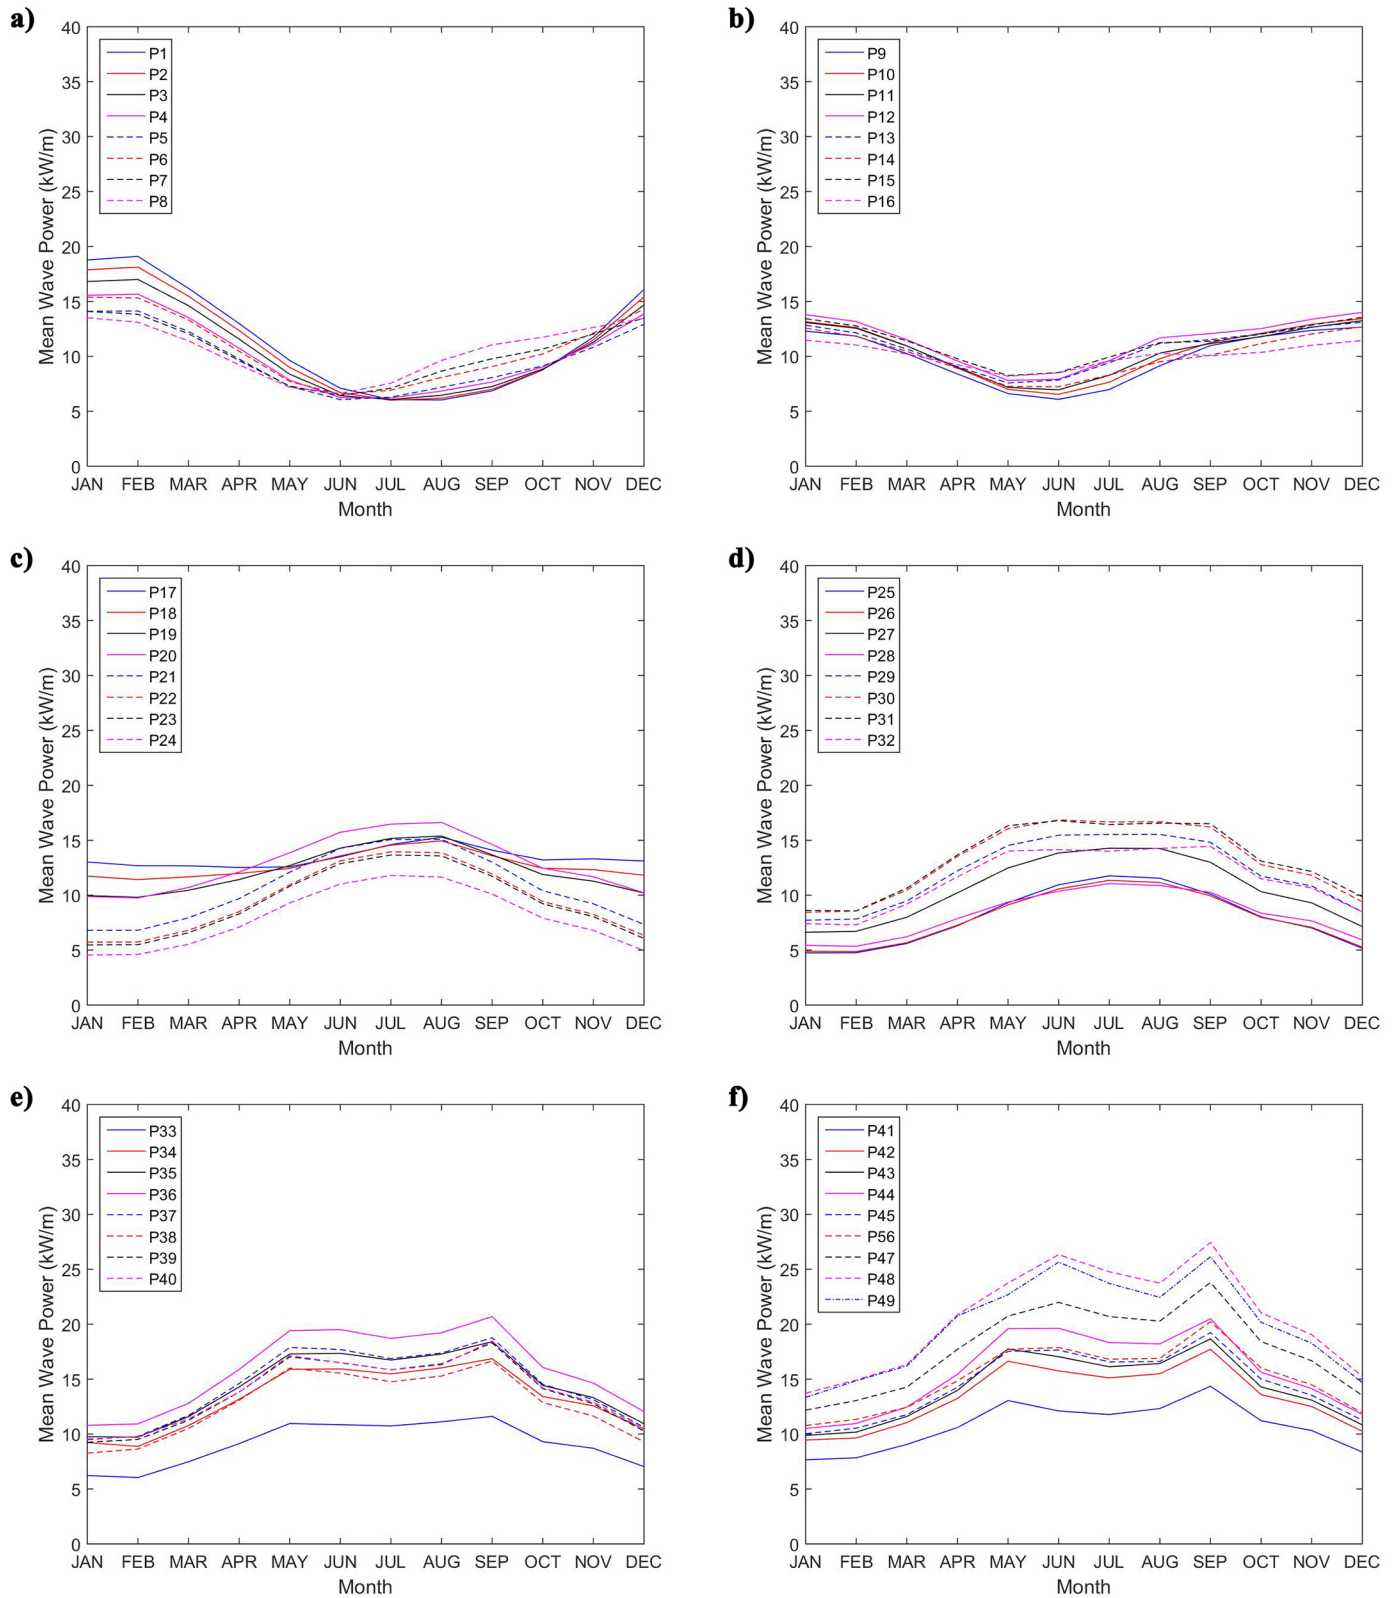 a)
Mean Wave Power (kW/m)
40
35
30
25
20
15
10
5
0
P1
P2
P3
P4
P5
P6
P7
P8
JAN FEB MAR APR MAY JUN JUL AUG SEP OCT NOV DEC
Month
b)
Mean Wave Power (kW/m)
40
35
30
25
20
15
10
5
0
P9
P10
P11
P12
P13
P14
P15
P16
JAN FEB MAR APR MAY JUN JUL AUG SEP OCT NOV DEC
Month
c)
Mean Wave Power (kW/m)
40
35
30
25
20
15
10
5
0
P17
P18
P19
P20
P21
P22
P23
P24
JAN FEB MAR APR MAY JUN JUL AUG SEP OCT NOV DEC
Month
d)
Mean Wave Power (kW/m)
40
35
30
25
20
15
10
5
0
P25
P26
P27
P28
P29
P30
P31
P32
JAN FEB MAR APR MAY JUN JUL AUG SEP OCT NOV DEC
Month
e)
Mean Wave Power (kW/m)
40
35
30
25
20
15
10
5
0
P33
P34
P35
P36
P37
P38
P39
P40
JAN FEB MAR APR MAY JUN JUL AUG SEP OCT NOV DEC
Month
f)
Mean Wave Power (kW/m)
40
35
30
25
20
15
10
5
0
P41
P42
P43
P44
P45
P56
P47
P48
P49
JAN FEB MAR APR MAY JUN JUL AUG SEP OCT NOV DEC
Month